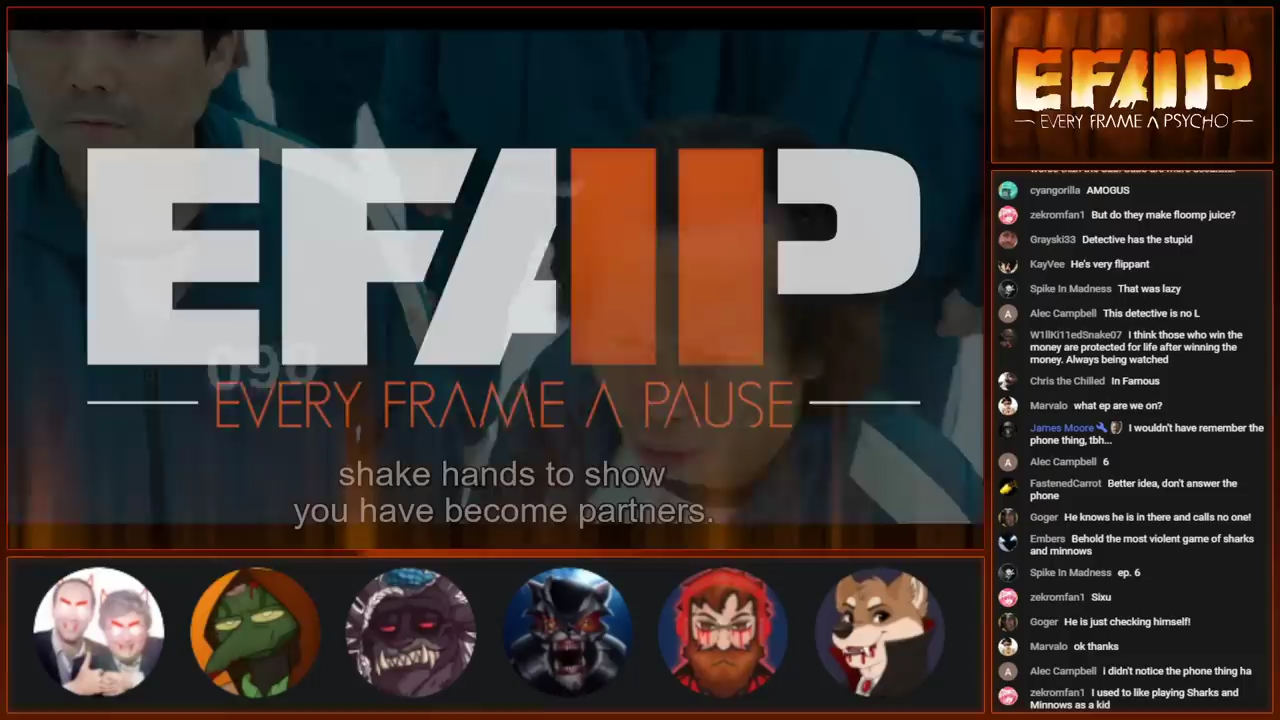 EFAP
EVERY FRAME A PAUSE
090
shake hands to show
you have become partners.
EFAP
EVERY FRAME A PSYCHO
cyangorilla AMOGUS
zekromfan1 But do they make floomp juice?
Grayski33 Detective has the stupid
KayVee He's very flippant
Spike In Madness That was lazy
A
Alec Campbell This detective is no L
W1llKi11edSnake07 I think those who win the
money are protected for life after winning the
money. Always being watched
Chris the Chilled In Famous
Marvalo what ep are we on?
James Moore I wouldn't have remember the
phone thing, tbh...
A
Alec Campbell 6
FastenedCarrot Better idea, don't answer the
phone
Goger He knows he is in there and calls no one!
Embers Behold the most violent game of sharks
and minnows
Spike In Madness ep. 6
zekromfan1 Sixu
Goger He is just checking himself!
Marvalo ok thanks
A
Alec Campbell i didn't notice the phone thing ha
zekromfan1 I used to like playing Sharks and
Minnows as a kid